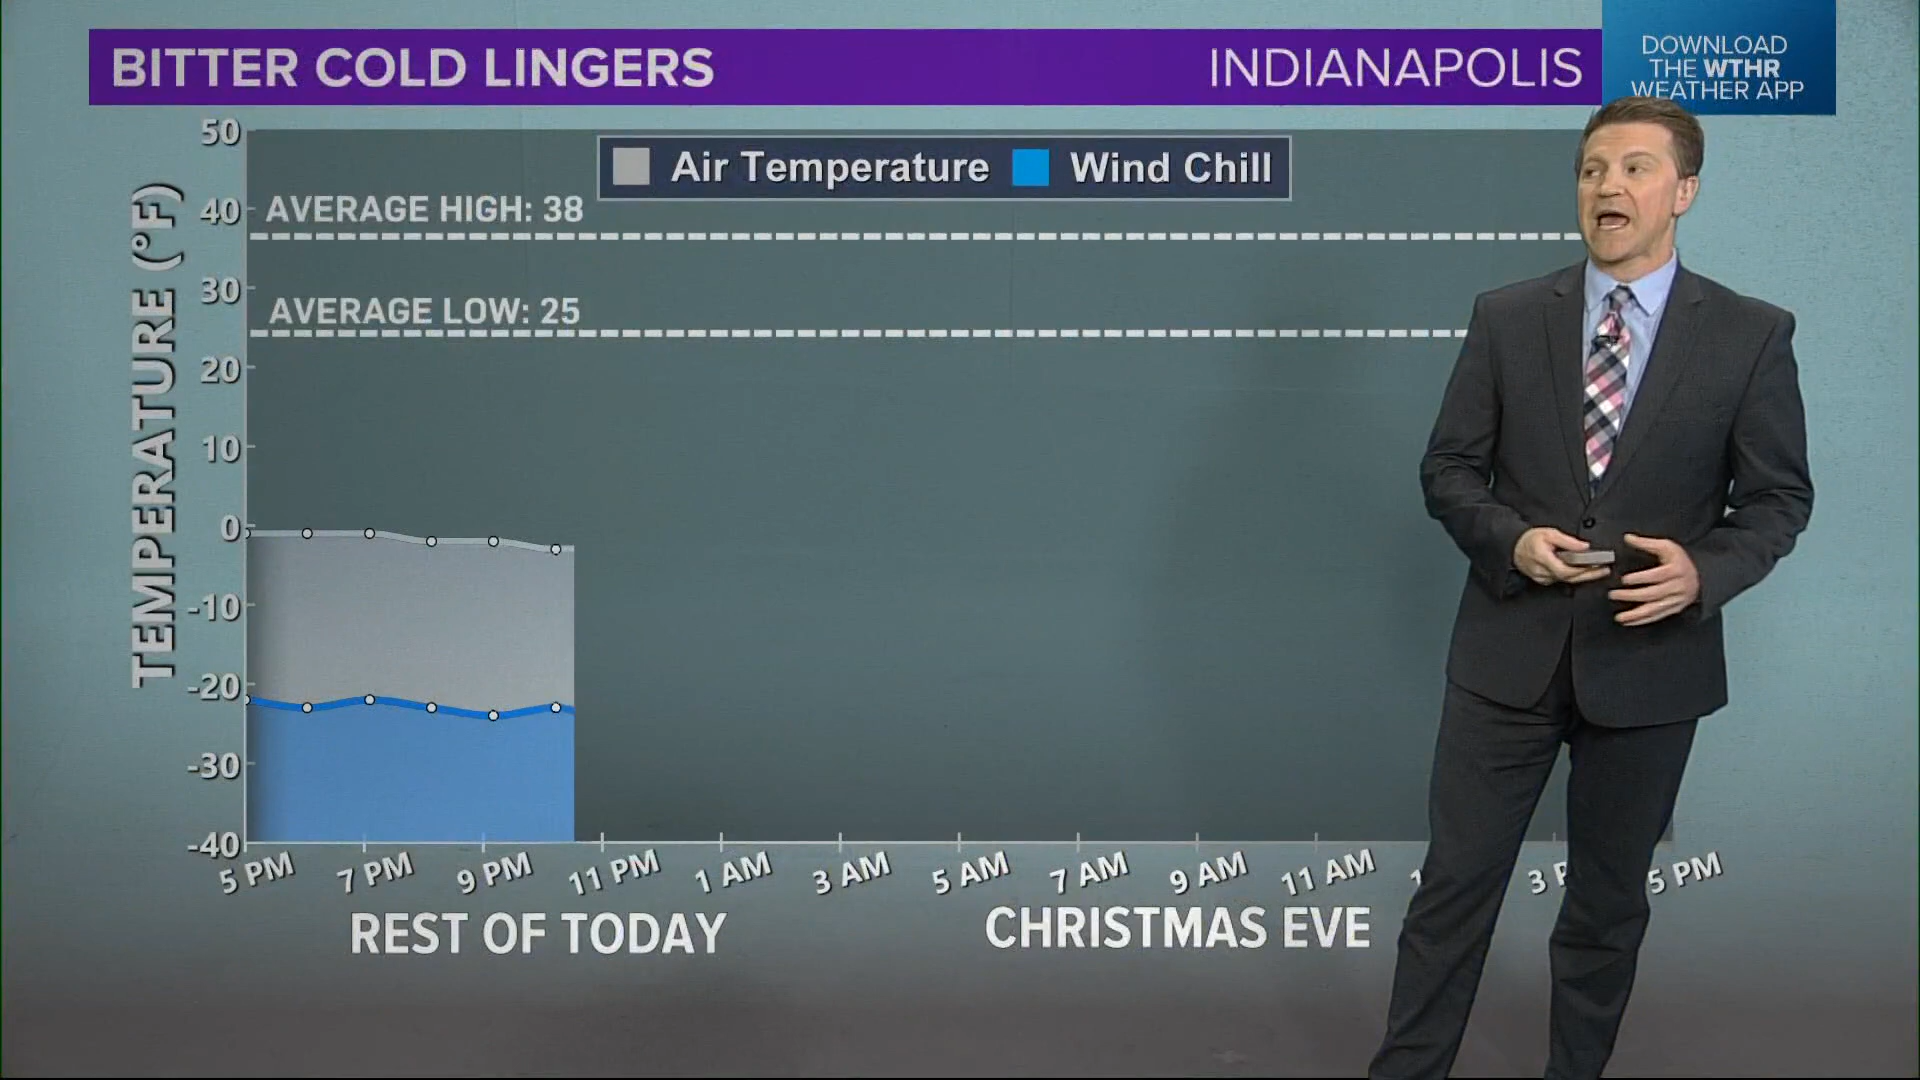 BITTER COLD LINGERS
INDIANAPOLIS
DOWNLOAD
THE WTHR
WEATHER APP
Air Temperature
Wind Chill
AVERAGE HIGH: 38
AVERAGE LOW: 25
TEMPERATURE (°F)
50
40
30
20
10
0
-10
-20
-30
-40
5 PM
7 PM
9 PM
11 PM
1 AM
3 AM
5 AM
7 AM
9 AM
11 AM
3 P
5 PM
REST OF TODAY
CHRISTMAS EVE